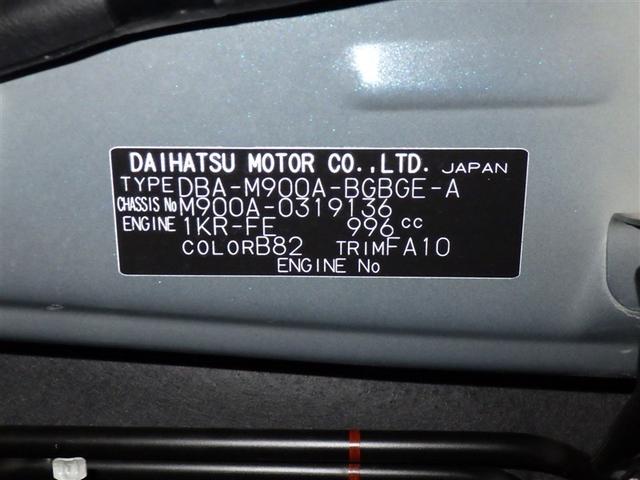 DAIHATSU MOTOR CO.,LTD. JAPAN
TYPE DBA-M900A-BGBGE-A
CHASSIS No M900A-0319136
ENGINE 1KR-FE 996 cc
COLOR B82 TRIM FA10
ENGINE No